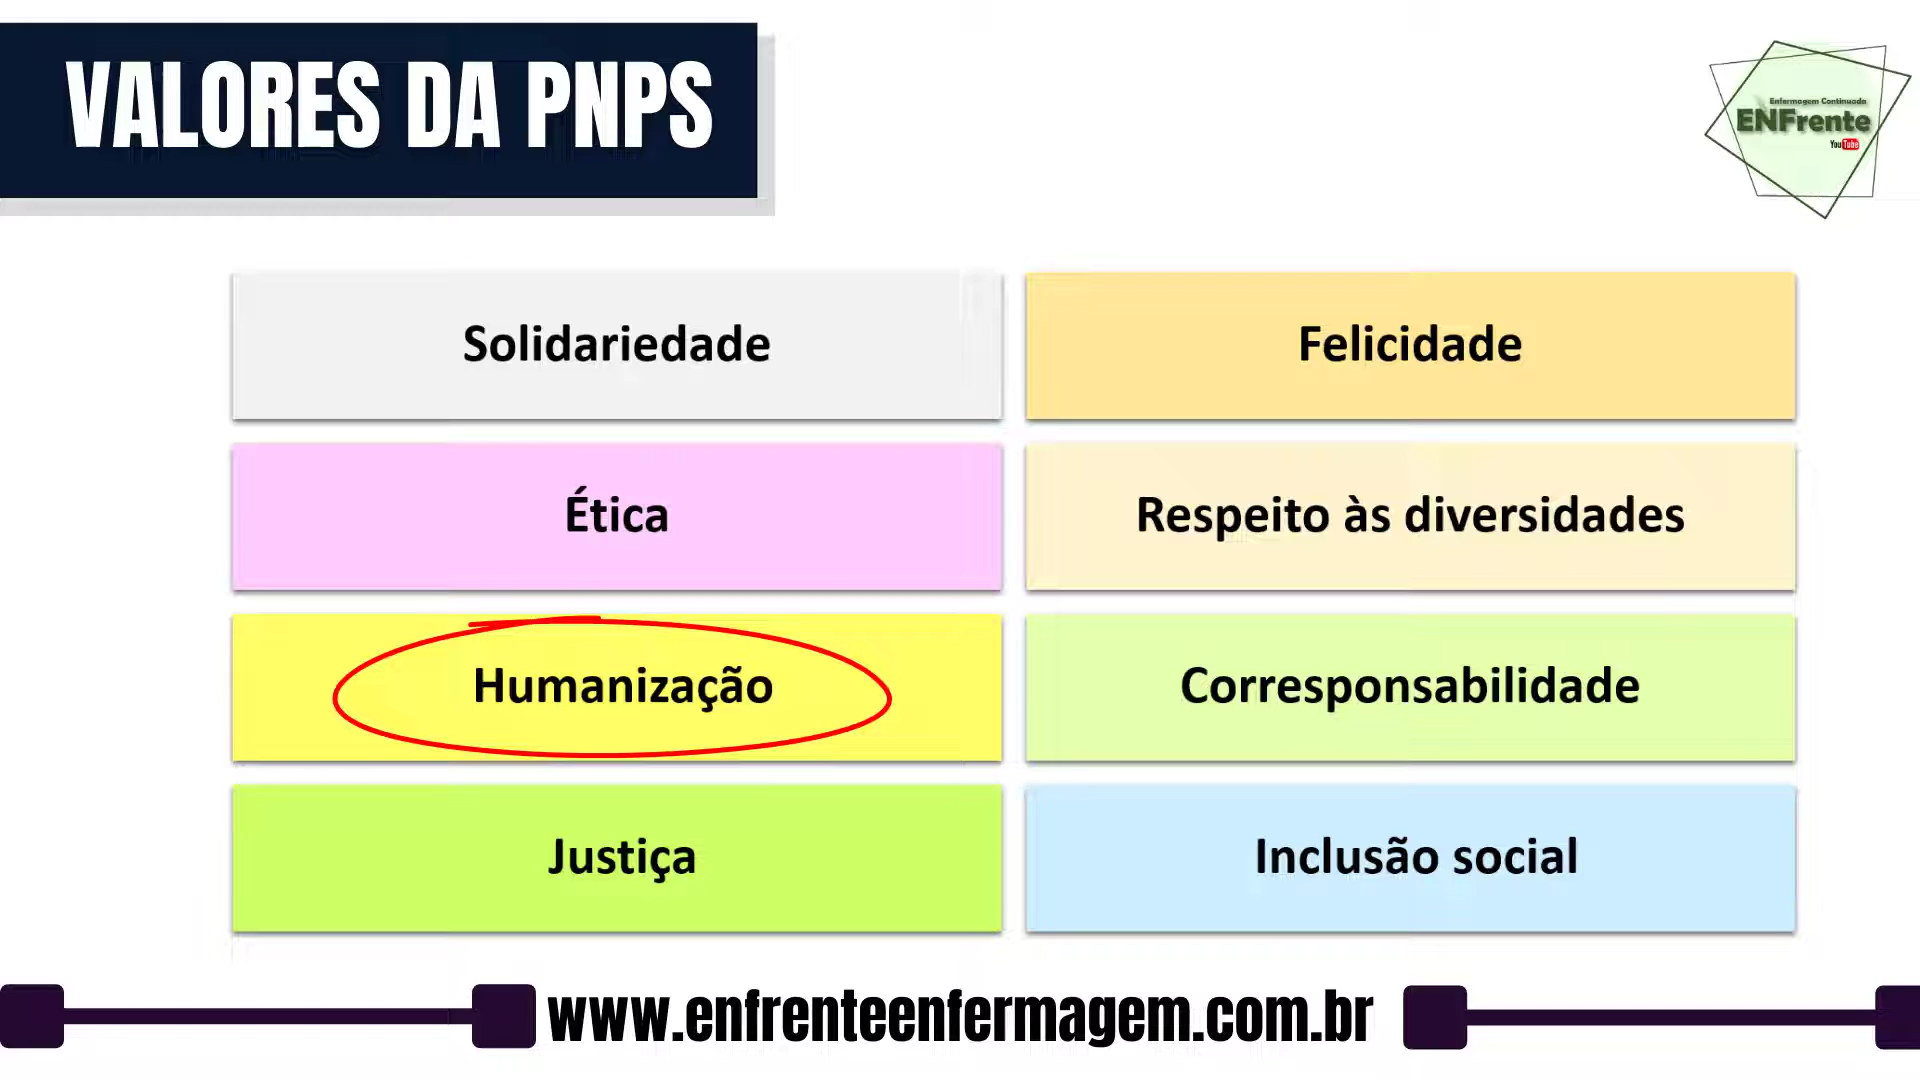 VALORES DA PNPS
Enfermagem Continuada
ENFrente
YouTube
Solidariedade
Felicidade
Ética
Respeito às diversidades
Humanização
Corresponsabilidade
Justiça
Inclusão social
www.enfrenteenfermagem.com.br